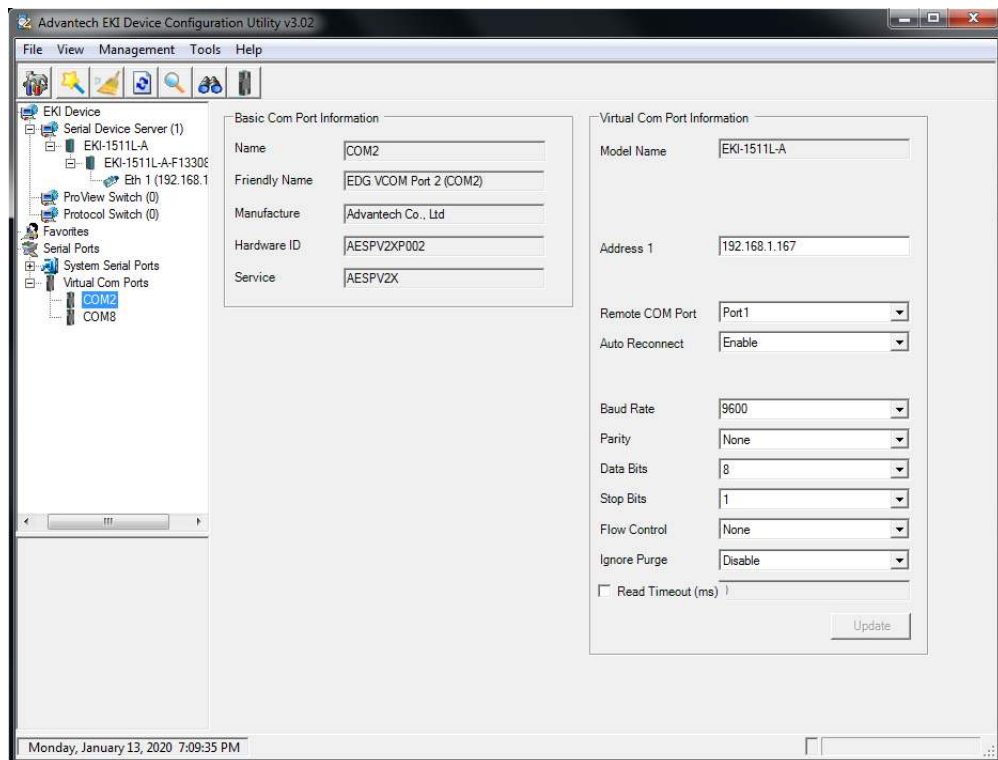 Advantech EKI Device Configuration Utility v3.02
File View Management Tools Help
EKI Device
Serial Device Server (1)
EKI-1511L-A
EKI-1511L-A-F1330
Eth 1 (192.168.1
ProView Switch (0)
Protocol Switch (0)
Favorites
Serial Ports
System Serial Ports
Virtual Com Ports
COM2
COM8
Basic Com Port Information
Name COM2
Friendly Name EDG VCOM Port 2 (COM2)
Manufacture Advantech Co., Ltd
Hardware ID AESPV2XP002
Service AESPV2X
Virtual Com Port Information
Model Name EKI-1511L-A
Address 1 192.168.1.167
Remote COM Port Port1
Auto Reconnect Enable
Baud Rate 9600
Parity None
Data Bits 8
Stop Bits 1
Flow Control None
Ignore Purge Disable
Read Timeout (ms)
Update
Monday, January 13, 2020 7:09:35 PM